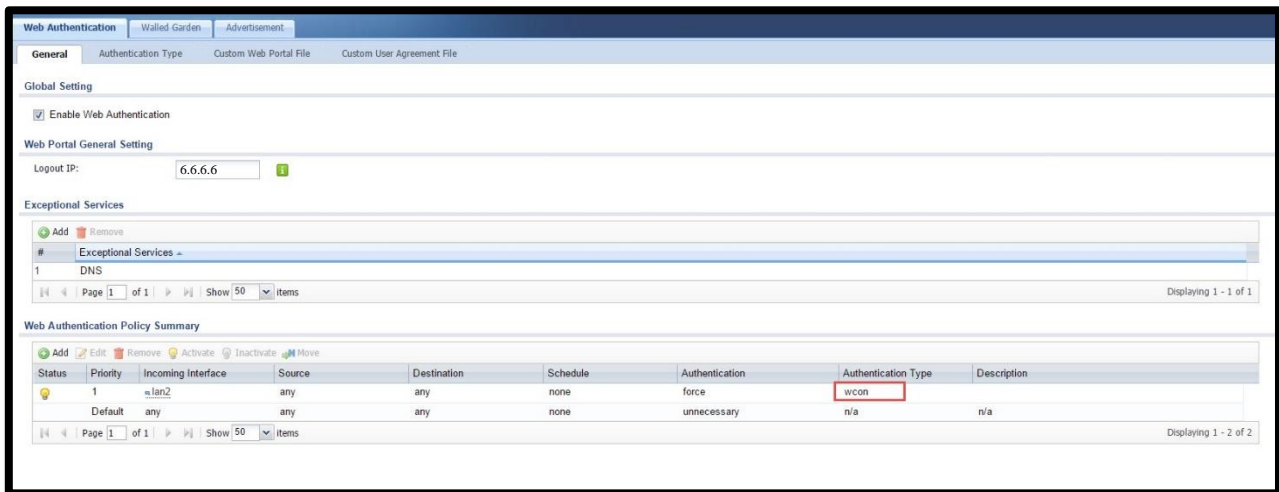 Web Authentication Walled Garden Advertisement
General Authentication Type Custom Web Portal File Custom User Agreement File
Global Setting
Enable Web Authentication
Web Portal General Setting
Logout IP: 6.6.6.6 i
Exceptional Services
Add Remove
# Exceptional Services
1 DNS
Page 1 of 1 Show 50 items Displaying 1 - 1 of 1
Web Authentication Policy Summary
Add Edit Remove Activate Inactivate Move
Status Priority Incoming Interface Source Destination Schedule Authentication Authentication Type Description
1 lan2 any any none force wcon
Default any any any none unnecessary n/a n/a
Page 1 of 1 Show 50 items Displaying 1 - 2 of 2